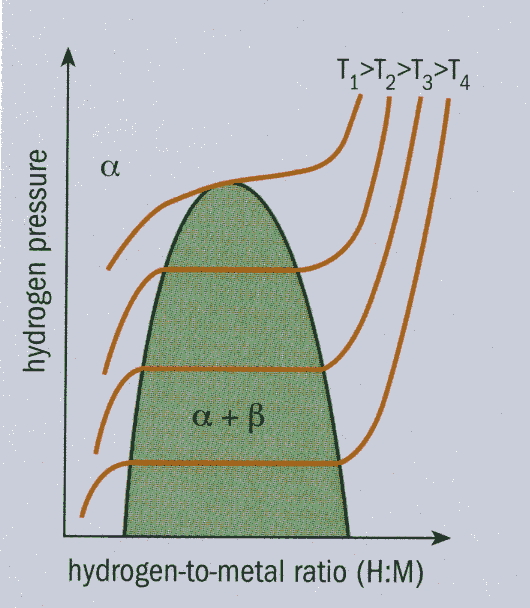 T₁>T₂>T₃>T₄
α
hydrogen pressure
α + β
hydrogen-to-metal ratio (H:M)